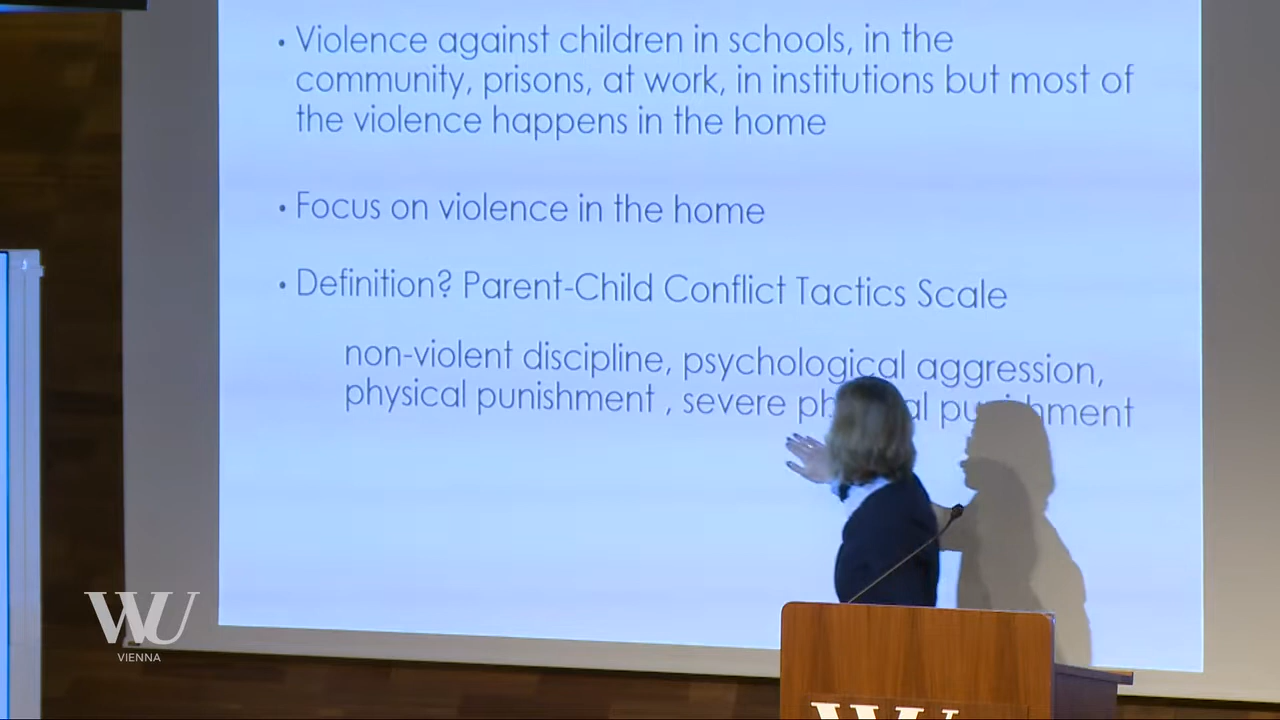 • Violence against children in schools, in the
community, prisons, at work, in institutions but most of
the violence happens in the home
• Focus on violence in the home
• Definition? Parent-Child Conflict Tactics Scale
non-violent discipline, psychological aggression,
physical punishment , severe
WU
VIENNA
WU